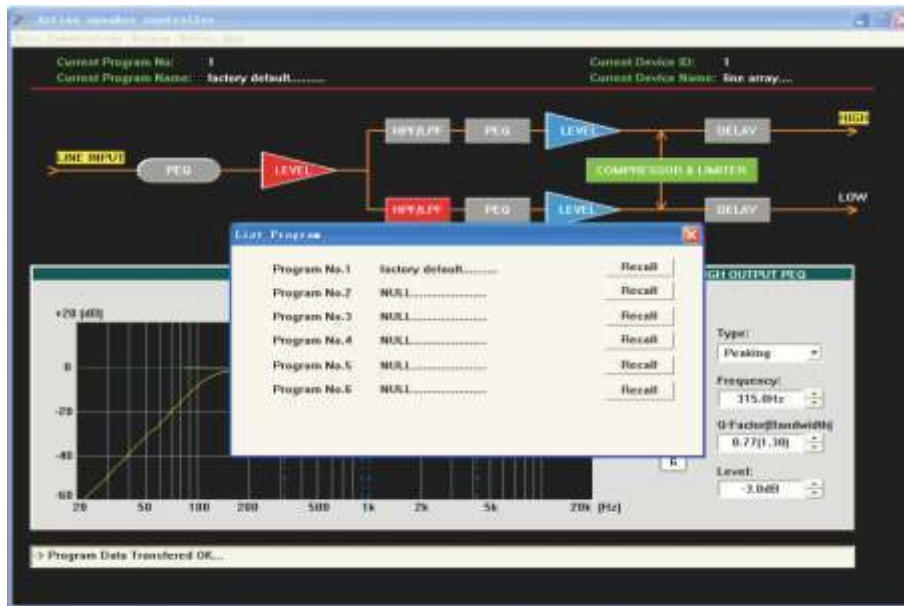 Active speaker controller
Current Program No: 1
Current Program Name: factory default.........
Current Device ID: 1
Current Device Name: line array....
LINE INPUT
PEQ
LEVEL
HPF/LPF
PEQ
LEVEL
DELAY
HIGH
COMPRESSOR & LIMITER
HPF/LPF
PEQ
LEVEL
DELAY
LOW
List Program
Program No.1 factory default......... Recall
Program No.2 NULL.................... Recall
Program No.3 NULL.................... Recall
Program No.4 NULL.................... Recall
Program No.5 NULL.................... Recall
Program No.6 NULL.................... Recall
HIGH OUTPUT PEQ
+20 (dB)
0
-20
-40
-60
20 50 100 200 500 1k 2k 5k 20k (Hz)
6
Type:
Peaking
Frequency:
315.0Hz
Q-Factor(Bandwidth)
0.77(1.30)
Level:
-3.0dB
> Program Data Transfered OK...